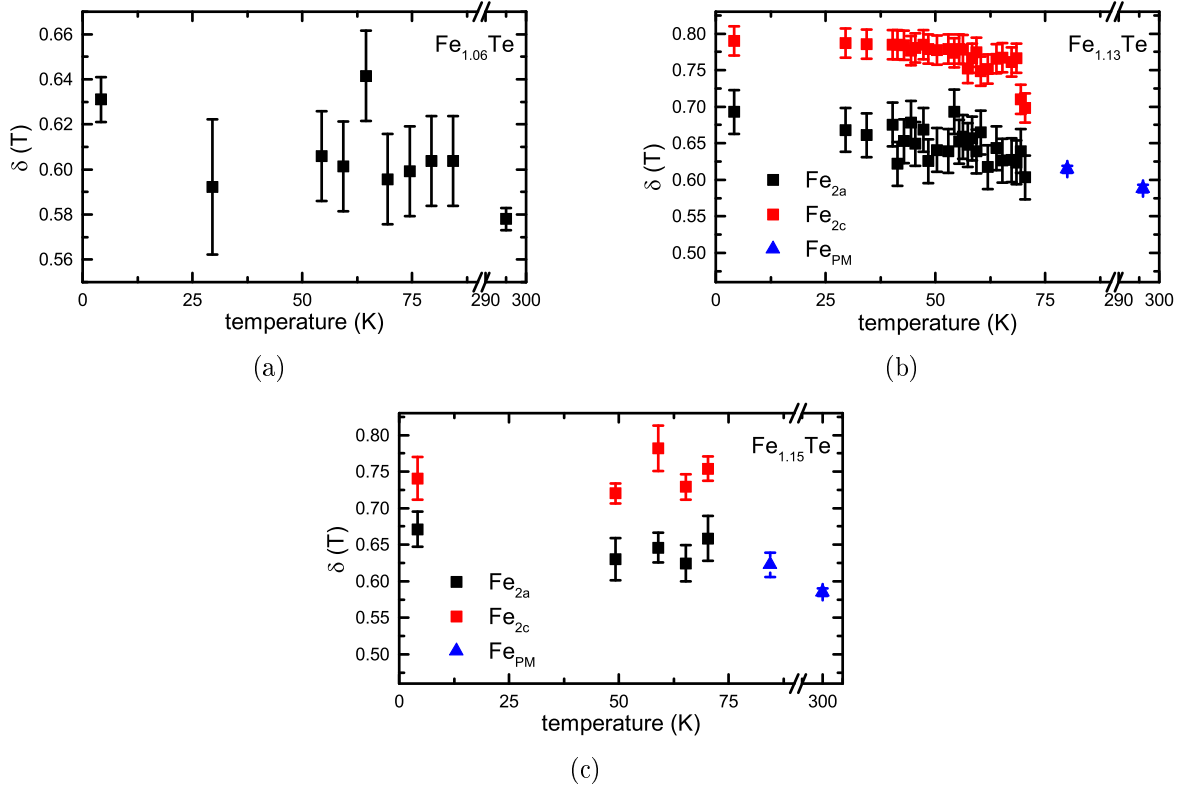 0.66
0.64
0.62
0.60
0.58
0.56
δ (T)
Fe1.06Te
0
25
50
75
290
300
temperature (K)
(a)
0.80
0.75
0.70
0.65
0.60
0.55
0.50
δ (T)
Fe1.13Te
Fe2a
Fe2c
FePM
0
25
50
75
290
300
temperature (K)
(b)
0.80
0.75
0.70
0.65
0.60
0.55
0.50
δ (T)
Fe1.15Te
Fe2a
Fe2c
FePM
0
25
50
75
300
temperature (K)
(c)